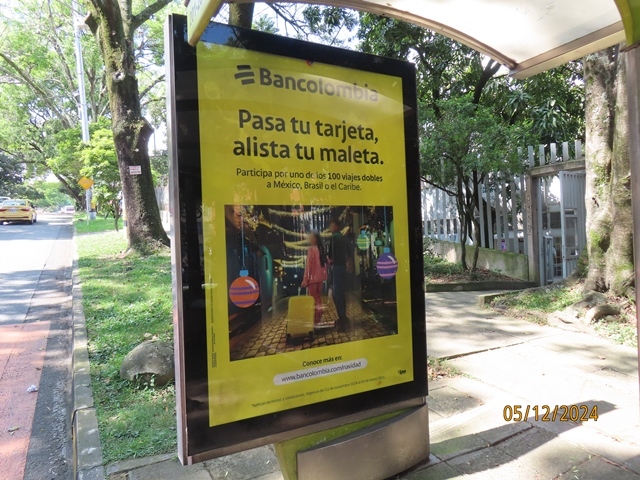 Bancolombia
Pasa tu tarjeta,
alista tu maleta.
Participa por uno de los 100 viajes dobles
a México, Brasil o el Caribe.
Conoce más en:
www.bancolombia.com/navidad
05/12/2024